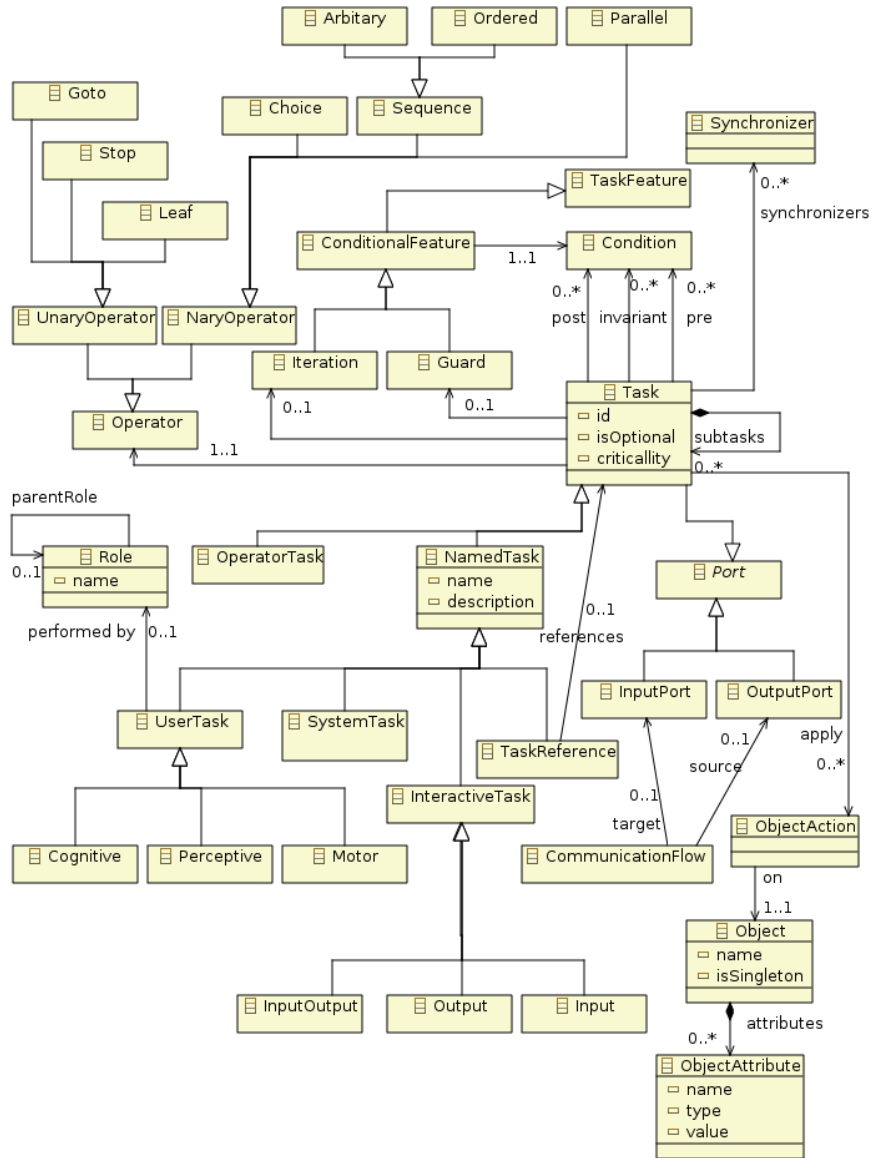 Arbitary
Ordered
Parallel
Goto
Choice
Sequence
Synchronizer
Stop
TaskFeature
0..*
synchronizers
Leaf
ConditionalFeature
Condition
1..1
0..*
0..*
0..*
post
invariant
pre
UnaryOperator
NaryOperator
Iteration
Guard
0..1
0..1
Task
id
isOptional
criticallity
subtasks
0..*
Operator
1..1
parentRole
0..1
Role
name
OperatorTask
NamedTask
name
description
Port
performed by
0..1
0..1
references
InputPort
OutputPort
UserTask
SystemTask
TaskReference
0..1
source
apply
0..*
InteractiveTask
0..1
target
ObjectAction
Cognitive
Perceptive
Motor
CommunicationFlow
on
1..1
Object
name
isSingleton
InputOutput
Output
Input
attributes
0..*
ObjectAttribute
name
type
value